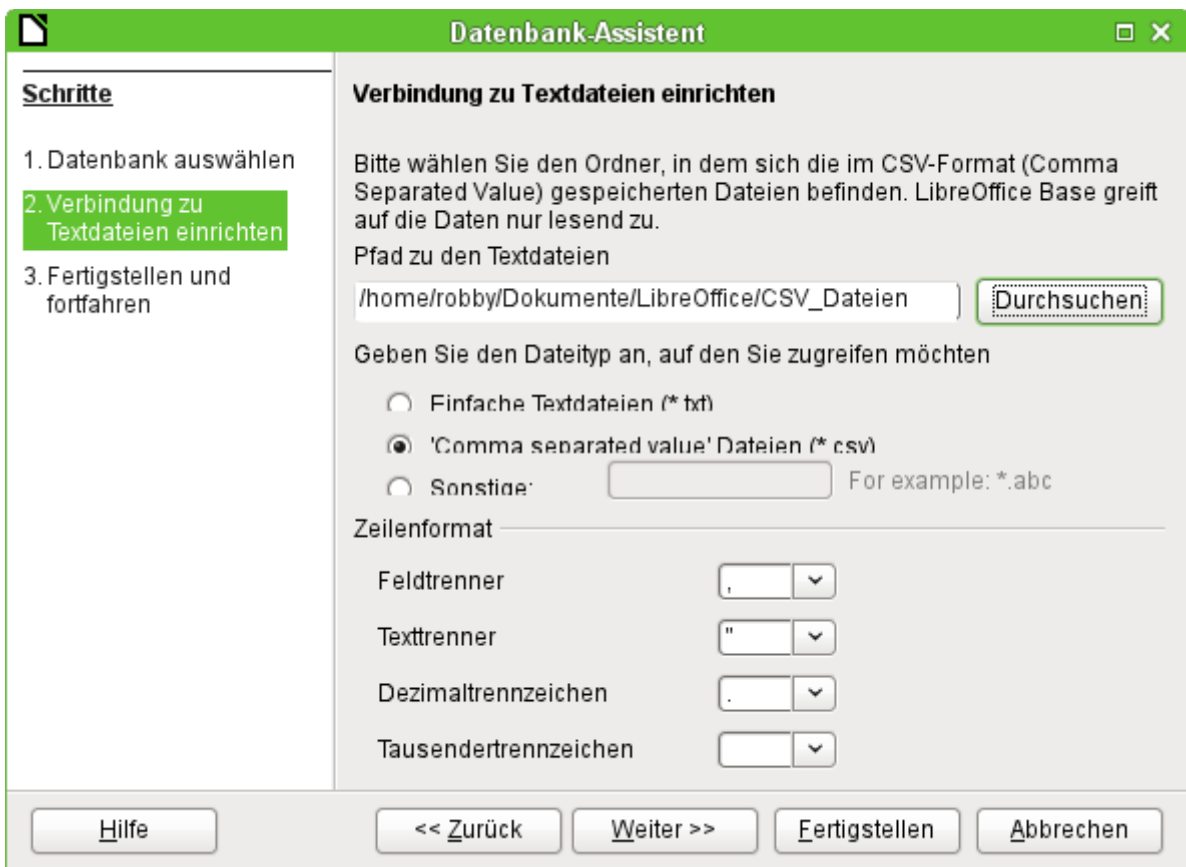 Datenbank-Assistent
Schritte
1. Datenbank auswählen
2. Verbindung zu
Textdateien einrichten
3. Fertigstellen und
fortfahren
Verbindung zu Textdateien einrichten
Bitte wählen Sie den Ordner, in dem sich die im CSV-Format (Comma
Separated Value) gespeicherten Dateien befinden. LibreOffice Base greift
auf die Daten nur lesend zu.
Pfad zu den Textdateien
/home/robby/Dokumente/LibreOffice/CSV_Dateien
Durchsuchen
Geben Sie den Dateityp an, auf den Sie zugreifen möchten
Einfache Textdateien (*.txt)
'Comma separated value' Dateien (*.csv)
Sonstige: For example: *.abc
Zeilenformat
Feldtrenner ,
Texttrenner "
Dezimaltrennzeichen .
Tausendertrennzeichen
Hilfe << Zurück Weiter >> Fertigstellen Abbrechen